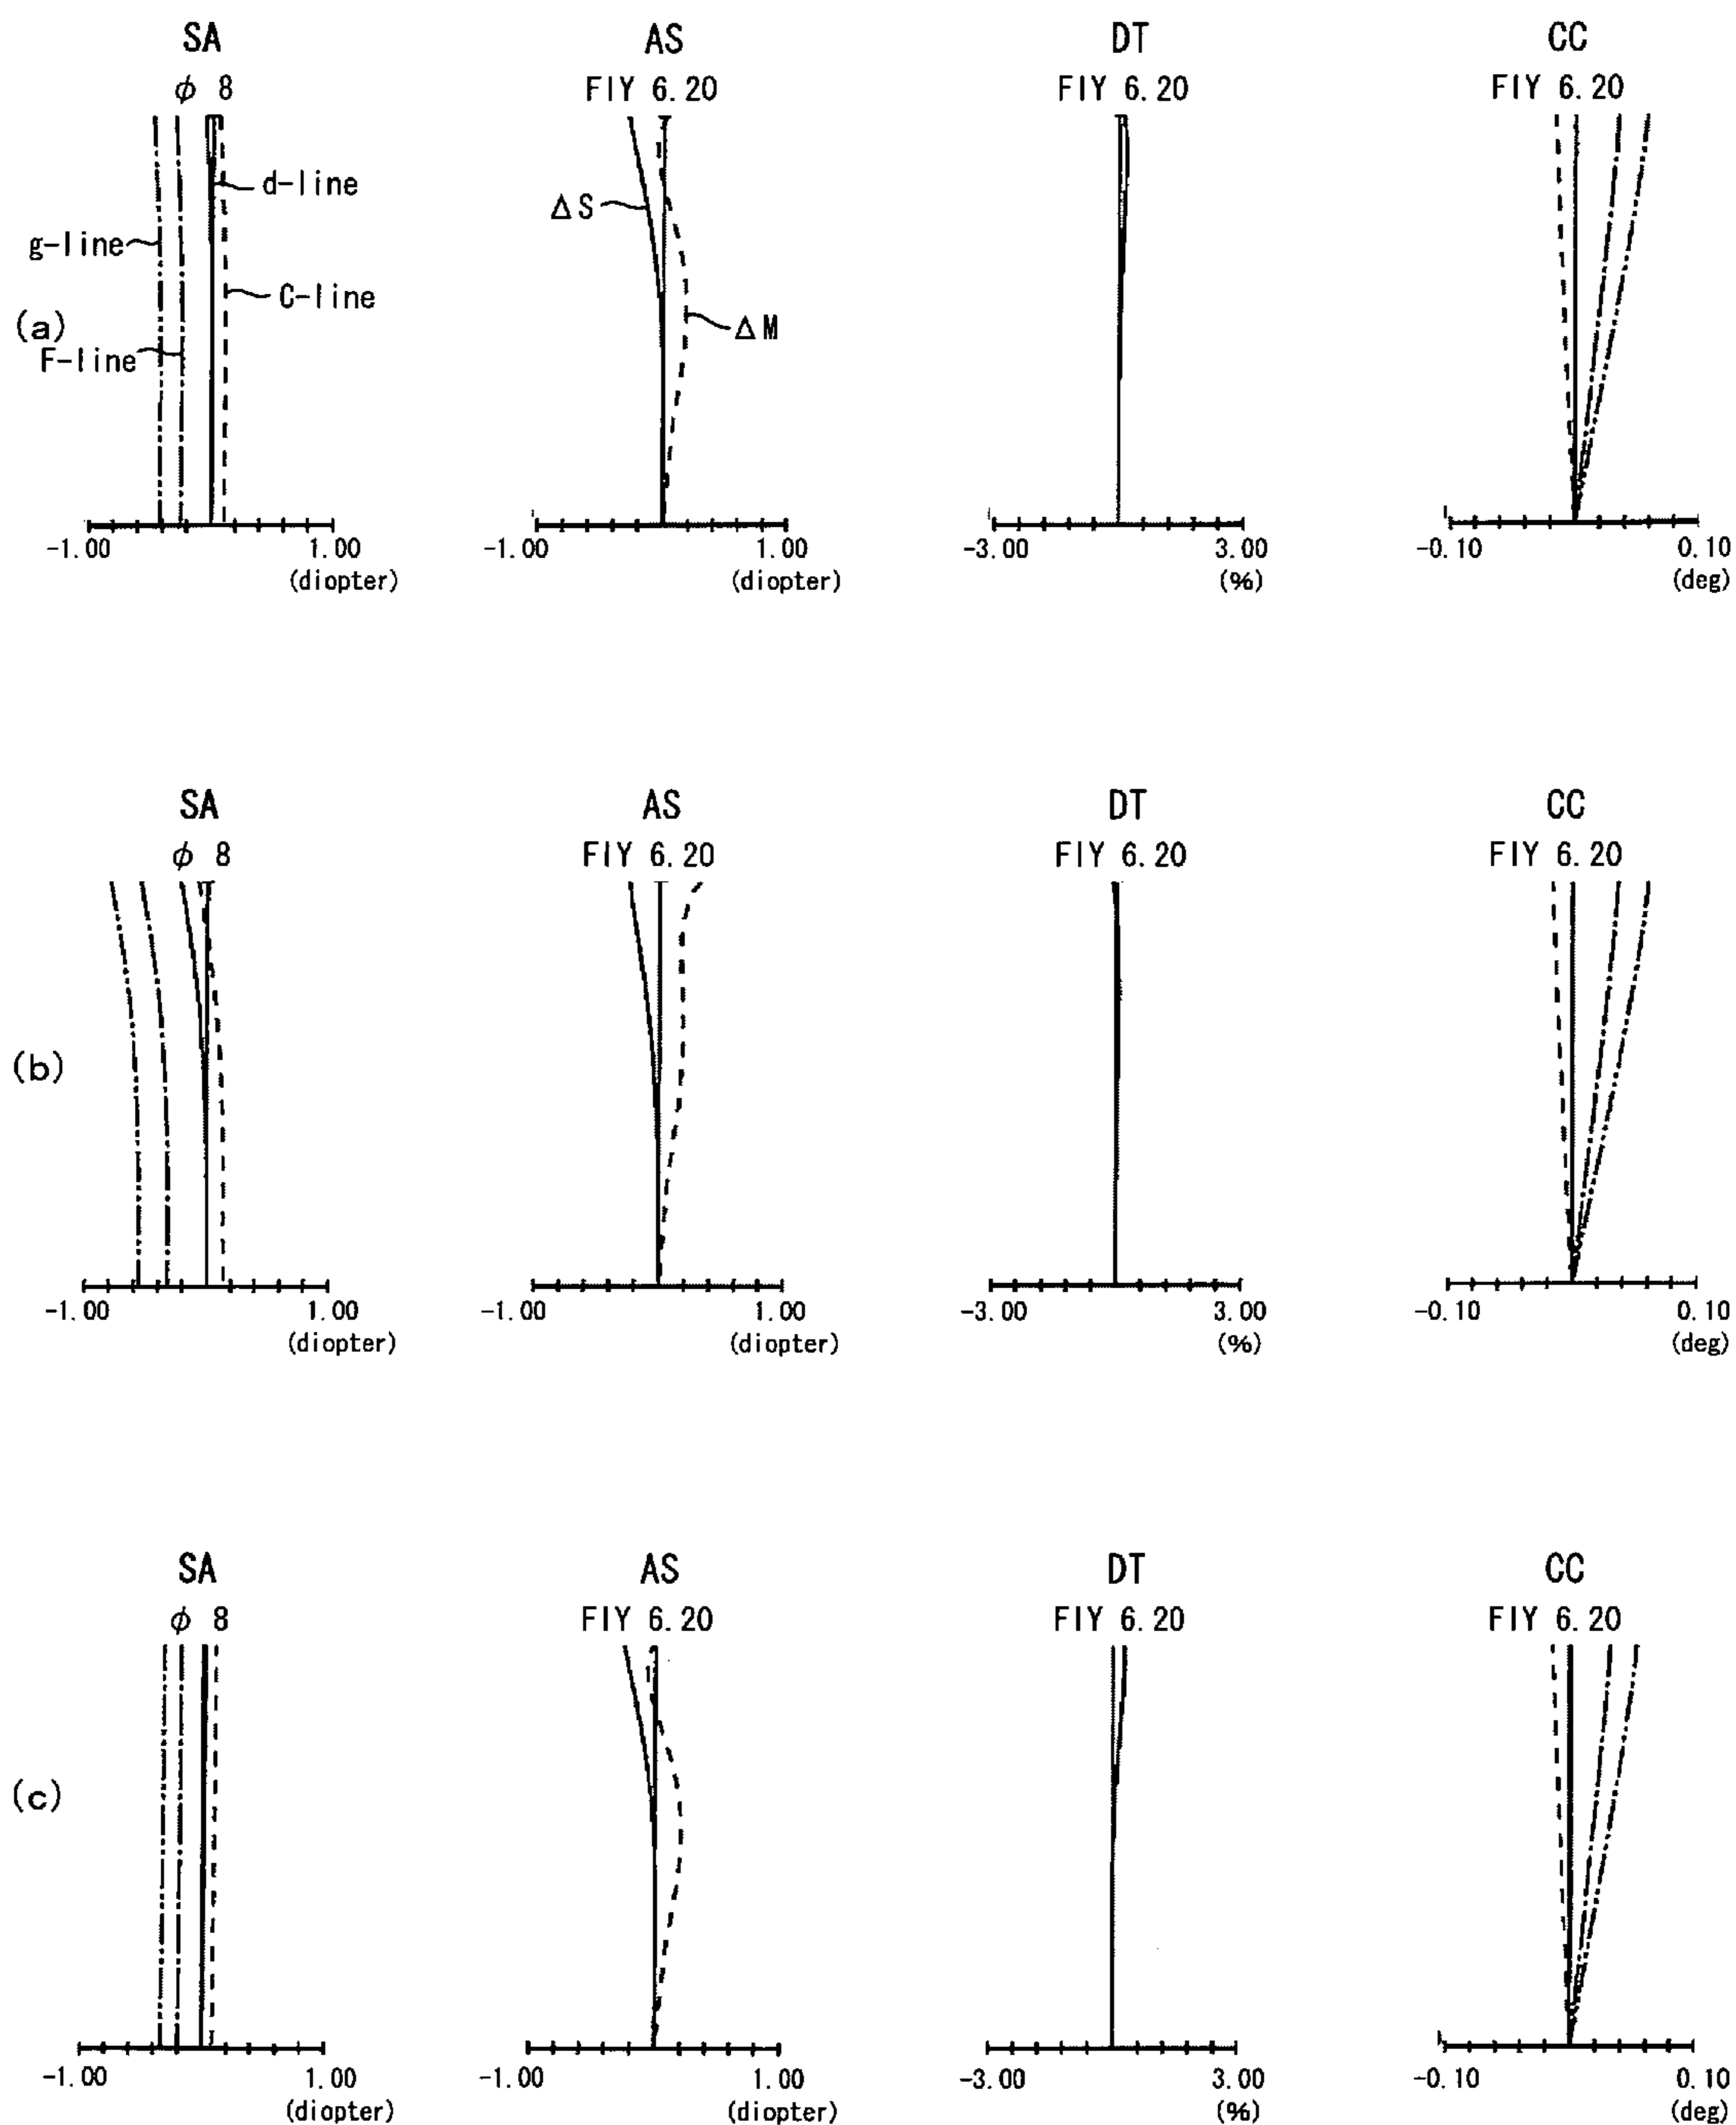 SA AS DT CC
φ 8 FIY 6.20 FIY 6.20 FIY 6.20
d-line
ΔS
g-line
C-line
(a)
ΔM
F-line
-1.00 1.00 -1.00 1.00 -3.00 3.00 -0.10 0.10
(diopter) (diopter) (%) (deg)
SA AS DT CC
φ 8 FIY 6.20 FIY 6.20 FIY 6.20
(b)
-1.00 1.00 -1.00 1.00 -3.00 3.00 -0.10 0.10
(diopter) (diopter) (%) (deg)
SA AS DT CC
φ 8 FIY 6.20 FIY 6.20 FIY 6.20
(c)
-1.00 1.00 -1.00 1.00 -3.00 3.00 -0.10 0.10
(diopter) (diopter) (%) (deg)